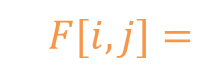 F[i,j] =